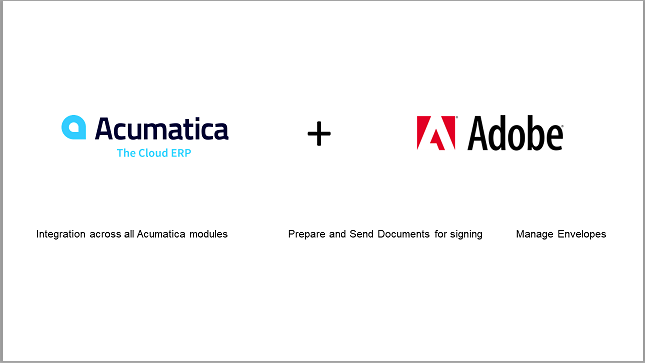 Acumatica
The Cloud ERP
+
Adobe
Integration across all Acumatica modules
Prepare and Send Documents for signing
Manage Envelopes